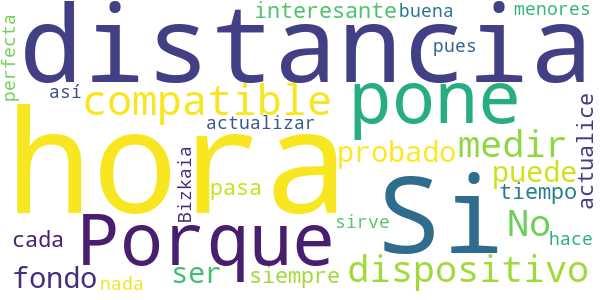 interesante buena menores
distancia
perfecta
pues
así compatible pone
actualizar
actualice
hora
probado medir
Bizkaia
puede
pasa
Si
tiempo
Porque
sirve
No
cada
hace
fondo
ser siempre dispositivo
nada